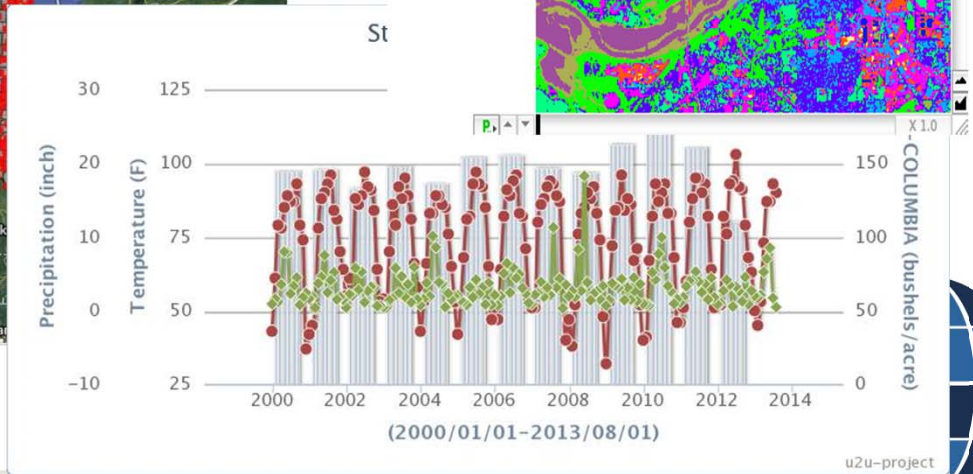 St
30 125
P.
X 1.0
20 100 150
10 75 100
0 50 50
-10 25 0
Precipitation (inch)
Temperature (F)
-COLUMBIA (bushels/acre)
2000 2002 2004 2006 2008 2010 2012 2014
(2000/01/01-2013/08/01)
u2u-project